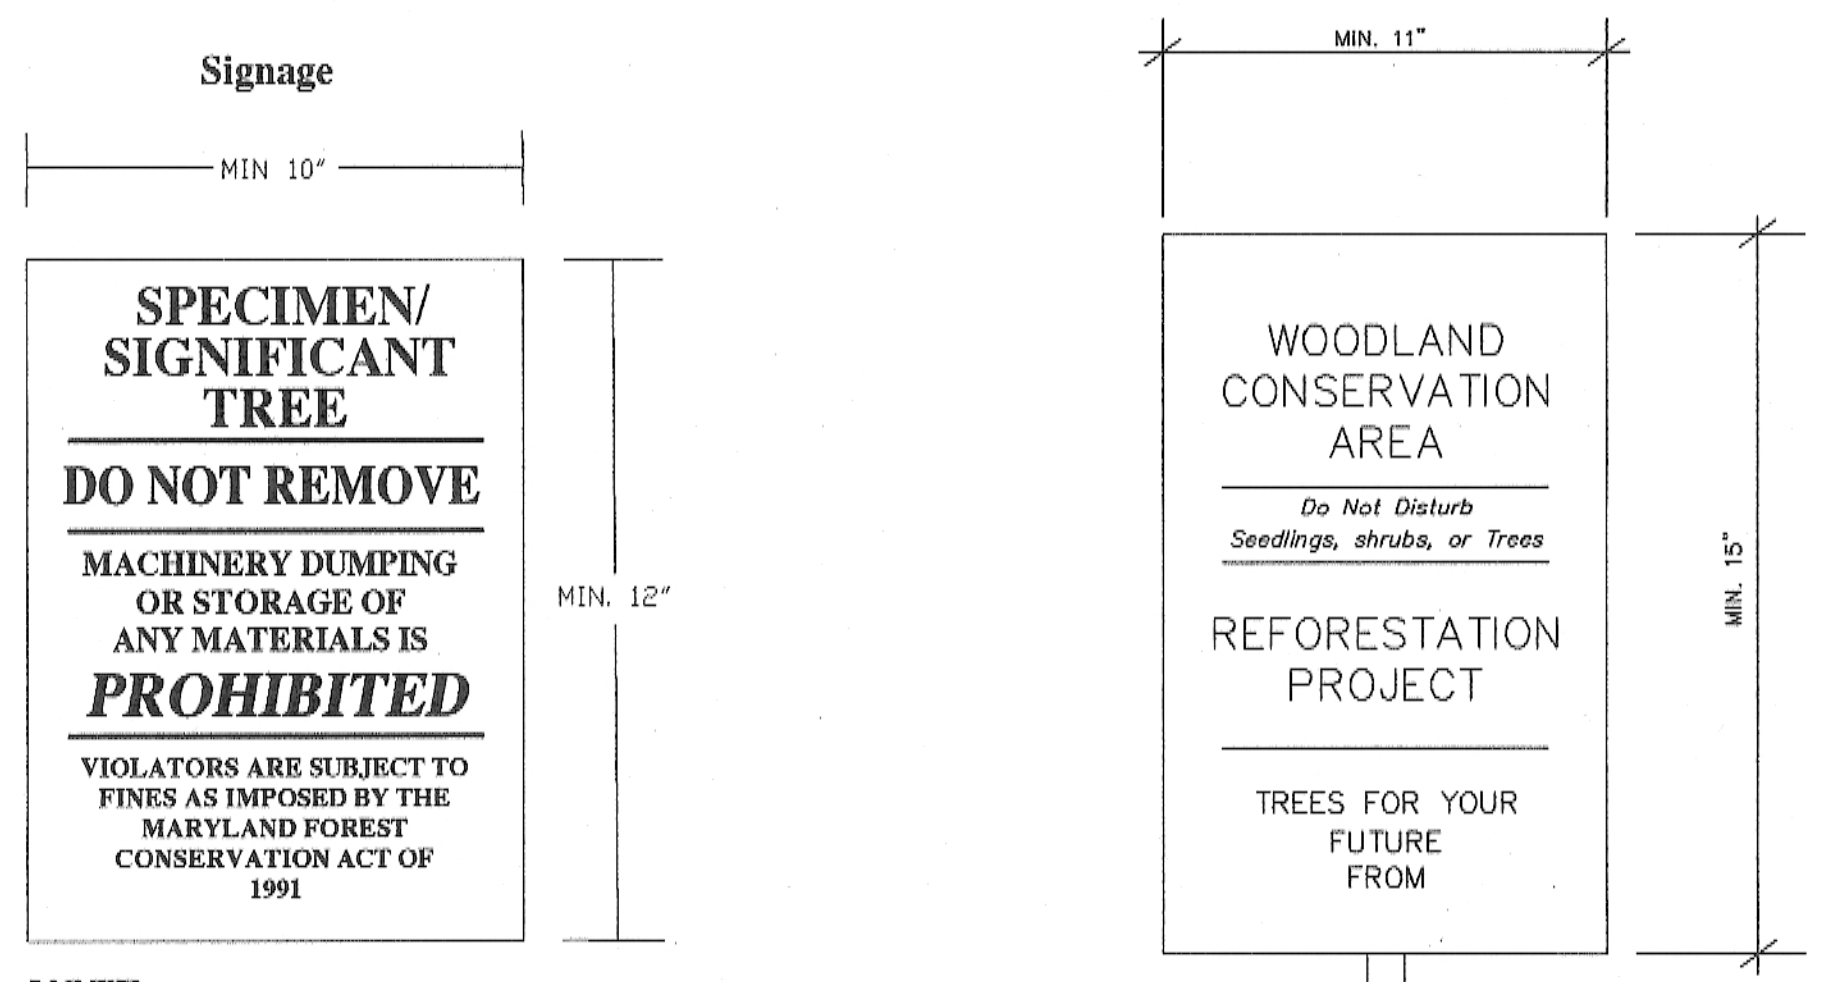 Signage
MIN 10"
SPECIMEN/
SIGNIFICANT
TREE
DO NOT REMOVE
MACHINERY DUMPING
OR STORAGE OF
ANY MATERIALS IS
PROHIBITED
VIOLATORS ARE SUBJECT TO
FINES AS IMPOSED BY THE
MARYLAND FOREST
CONSERVATION ACT OF
1991
MIN. 12"
MIN. 11"
WOODLAND
CONSERVATION
AREA
Do Not Disturb
Seedlings, shrubs, or Trees
REFORESTATION
PROJECT
TREES FOR YOUR
FUTURE
FROM
MIN. 15"